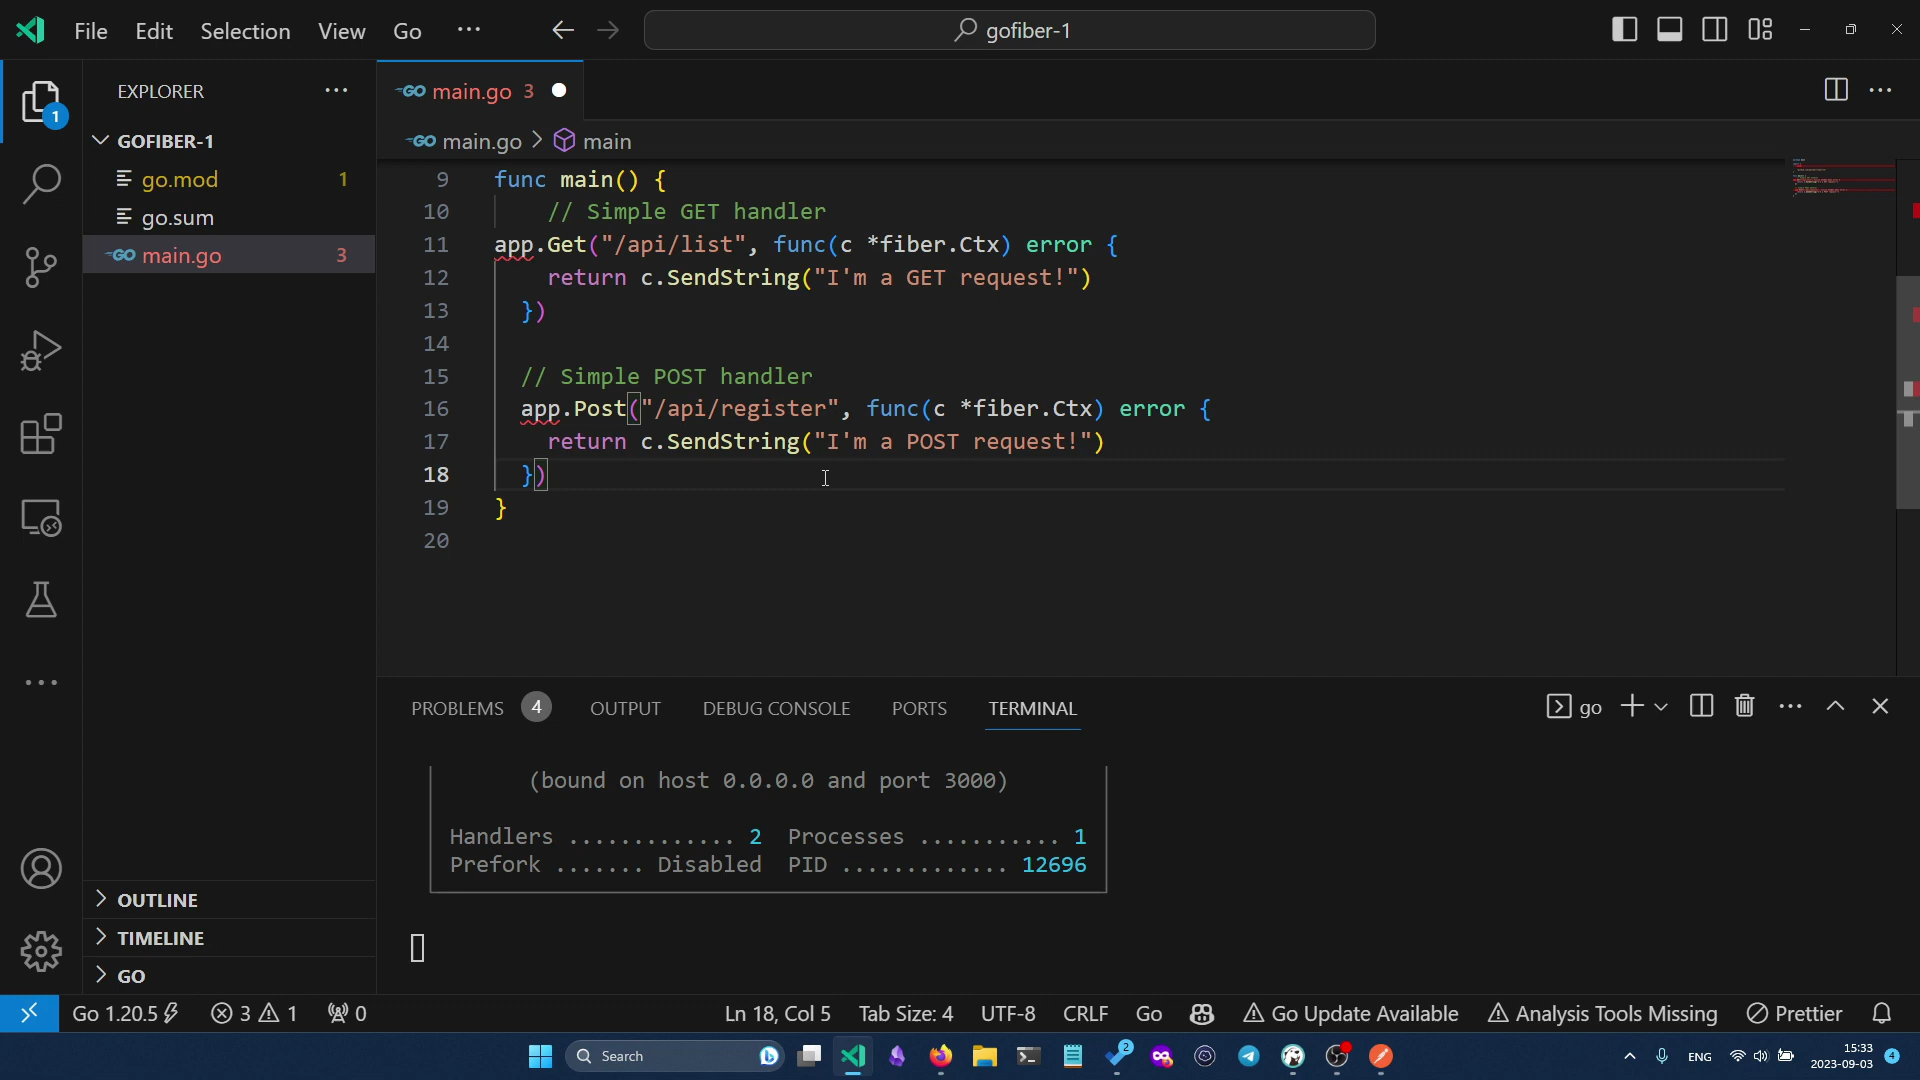 File Edit Selection View Go ···
gofiber-1
EXPLORER
1
GOFIBER-1
go.mod 1
go.sum
GO main.go 3
OUTLINE
TIMELINE
GO
GO main.go 3
GO main.go > main
9 func main() {
10 // Simple GET handler
11 app.Get("/api/list", func(c *fiber.Ctx) error {
12 return c.SendString("I'm a GET request!")
13 })
14
15 // Simple POST handler
16 app.Post("/api/register", func(c *fiber.Ctx) error {
17 return c.SendString("I'm a POST request!")
18 })
19 }
20
PROBLEMS 4 OUTPUT DEBUG CONSOLE PORTS TERMINAL
go
(bound on host 0.0.0.0 and port 3000)
Handlers ............. 2 Processes ........... 1
Prefork ....... Disabled PID ............. 12696
Go 1.20.5 3 1 0 Ln 18, Col 5 Tab Size: 4 UTF-8 CRLF Go Go Update Available Analysis Tools Missing Prettier
Search
2
ENG
15:33
2023-09-03
4